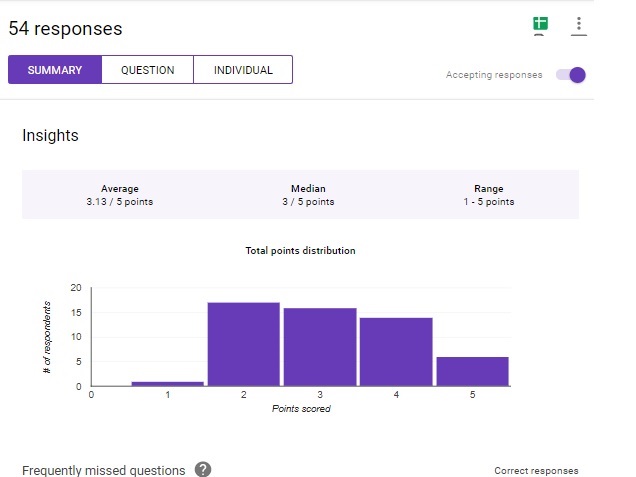 54 responses
SUMMARY QUESTION INDIVIDUAL
Accepting responses
Insights
Average Median Range
3.13 / 5 points 3 / 5 points 1 - 5 points
Total points distribution
# of respondents
20
15
10
5
0
0 1 2 3 4 5
Points scored
Frequently missed questions ? Correct responses